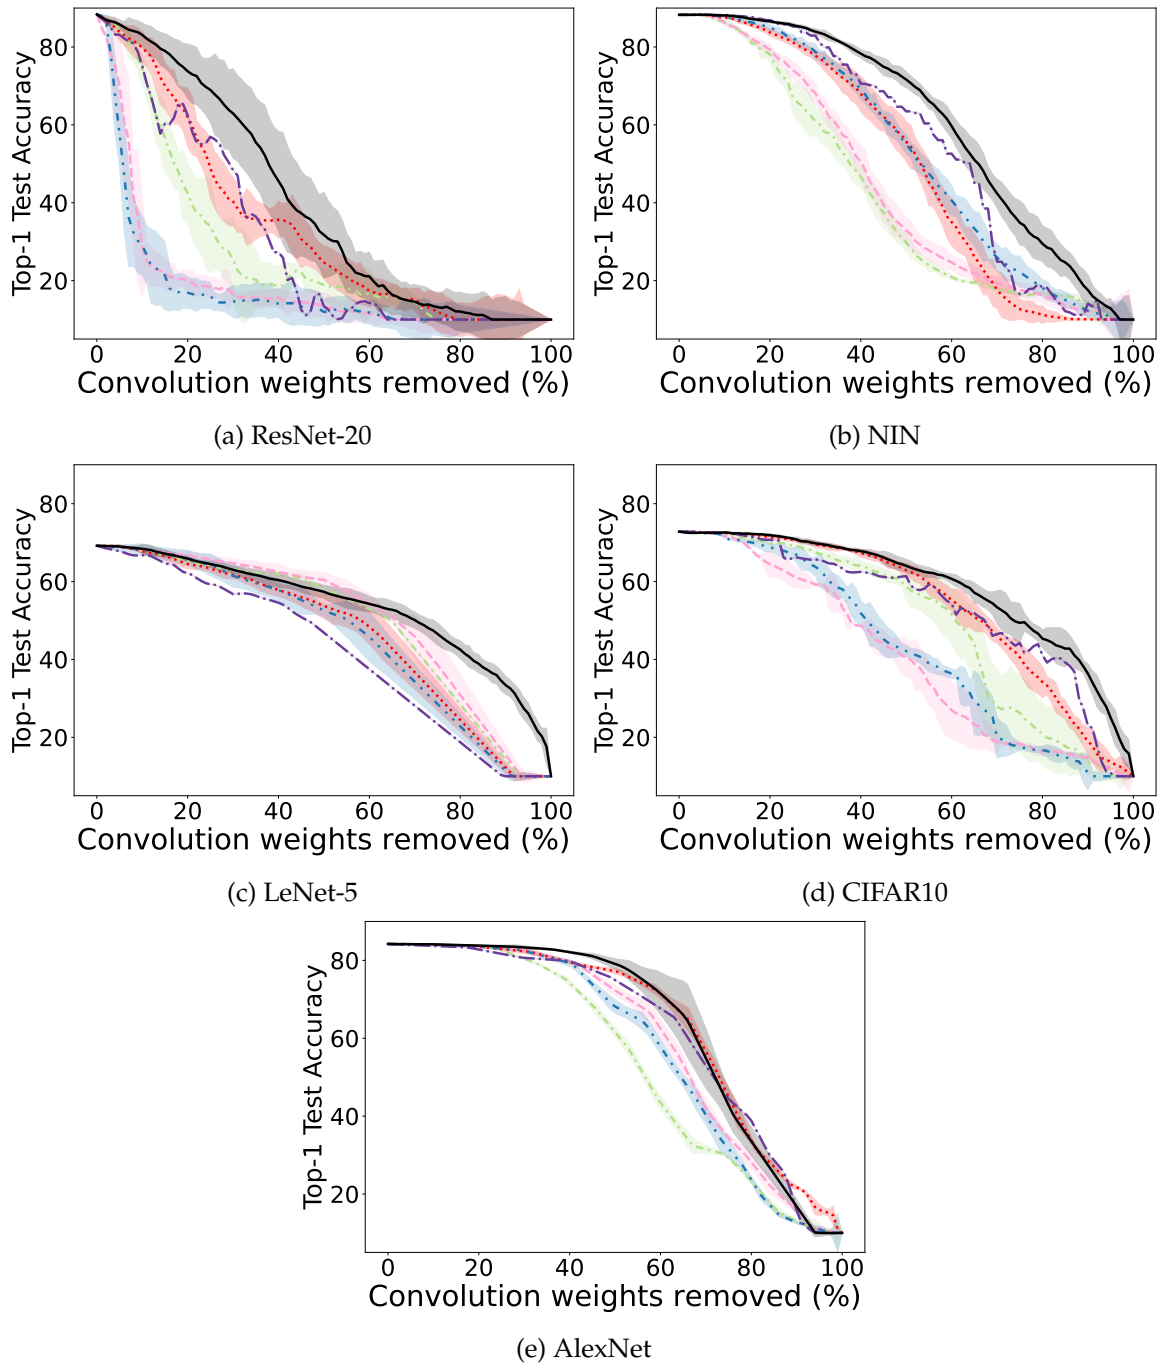 80
60
40
20
Top-1 Test Accuracy
0 20 40 60 80 100
Convolution weights removed (%)
(a) ResNet-20
80
60
40
20
Top-1 Test Accuracy
0 20 40 60 80 100
Convolution weights removed (%)
(b) NIN
80
60
40
20
Top-1 Test Accuracy
0 20 40 60 80 100
Convolution weights removed (%)
(c) LeNet-5
80
60
40
20
Top-1 Test Accuracy
0 20 40 60 80 100
Convolution weights removed (%)
(d) CIFAR10
80
60
40
20
Top-1 Test Accuracy
0 20 40 60 80 100
Convolution weights removed (%)
(e) AlexNet